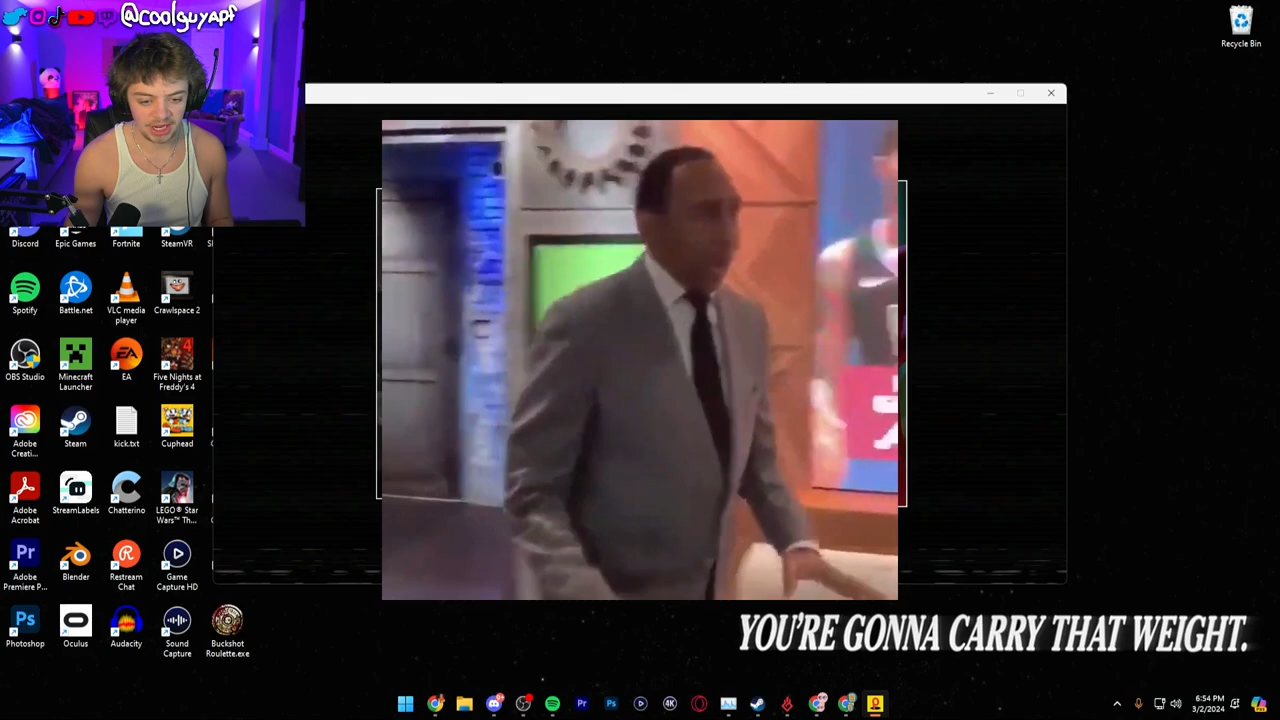 @coolguyapf
Recycle Bin
Discord
Epic Games
Fortnite
SteamVR
Spotify
Battle.net
VLC media player
Crawlspace 2
OBS Studio
Minecraft Launcher
EA
Five Nights at Freddy's 4
Adobe Creati...
Steam
kick.txt
Cuphead
Adobe Acrobat
StreamLabels
Chatterino
LEGO® Star Wars™ Th...
Adobe Premiere P...
Blender
Restream Chat
Game Capture HD
Photoshop
Oculus
Audacity
Sound Capture
Buckshot Roulette.exe
YOU'RE GONNA CARRY THAT WEIGHT.
6:54 PM
3/2/2024